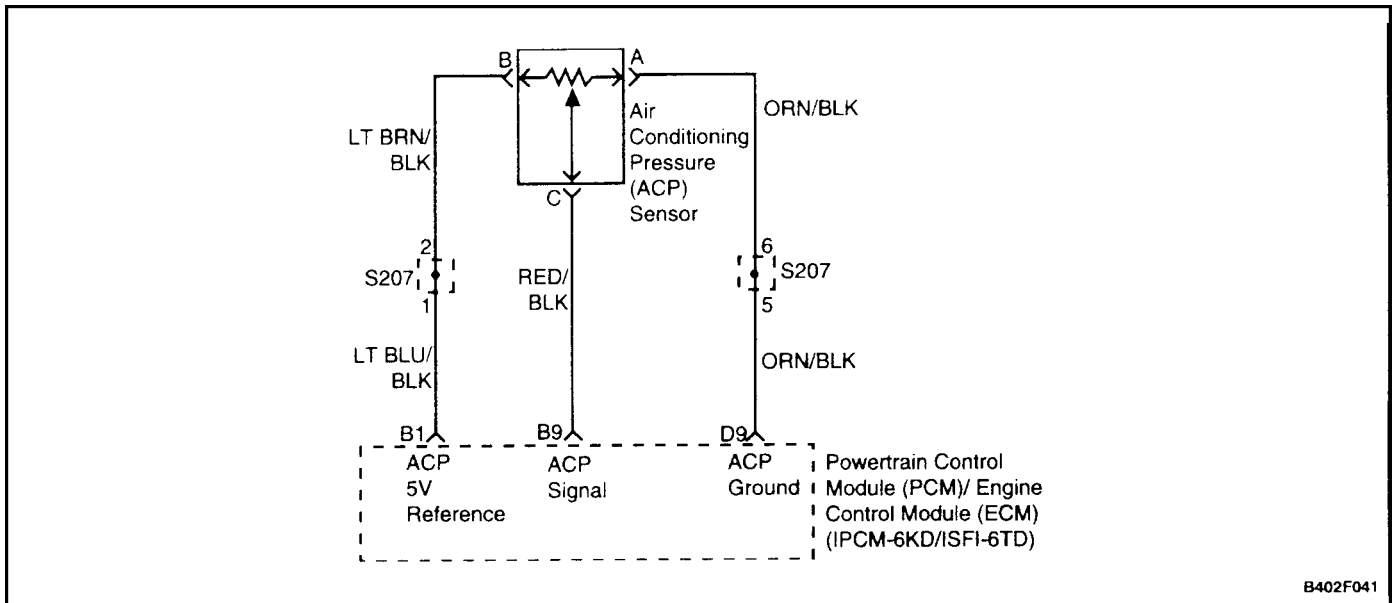 B
A
Air
Conditioning
Pressure
(ACP)
Sensor
ORN/BLK
LT BRN/
BLK
C
2
S207
1
RED/
BLK
6
S207
5
LT BLU/
BLK
ORN/BLK
B1
B9
D9
ACP
5V
Reference
ACP
Signal
ACP
Ground
Powertrain Control
Module (PCM)/ Engine
Control Module (ECM)
(IPCM-6KD/ISFI-6TD)
B402F041